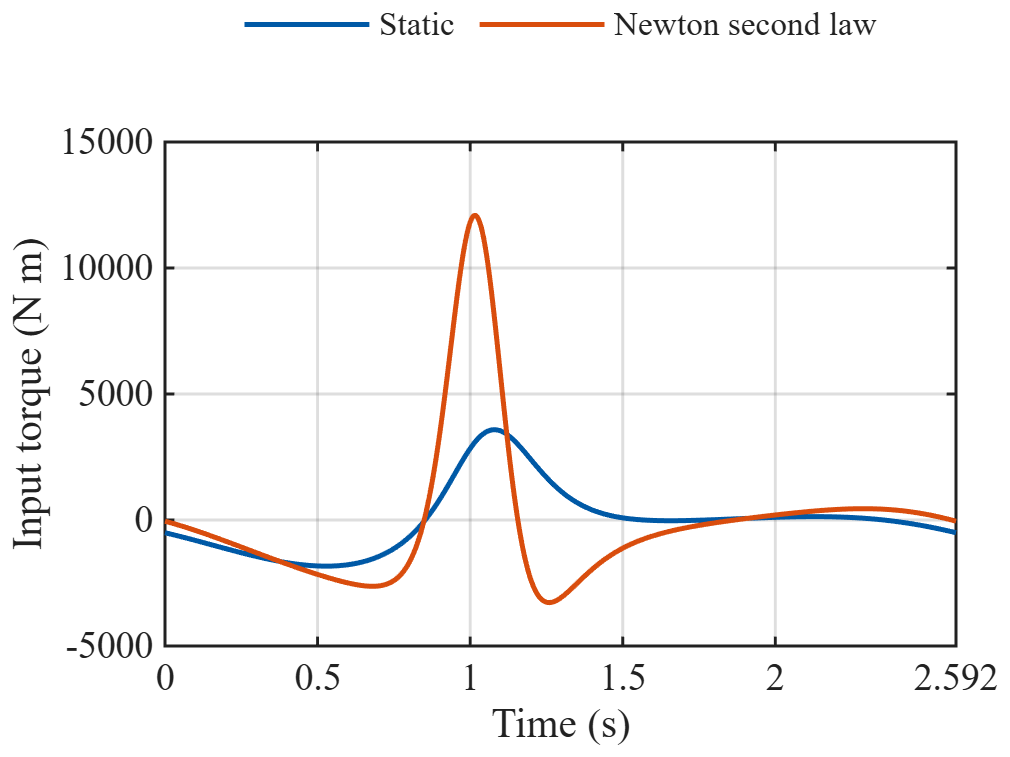 Static Newton second law
15000
10000
5000
0
-5000
Input torque (N m)
0 0.5 1 1.5 2 2.592
Time (s)